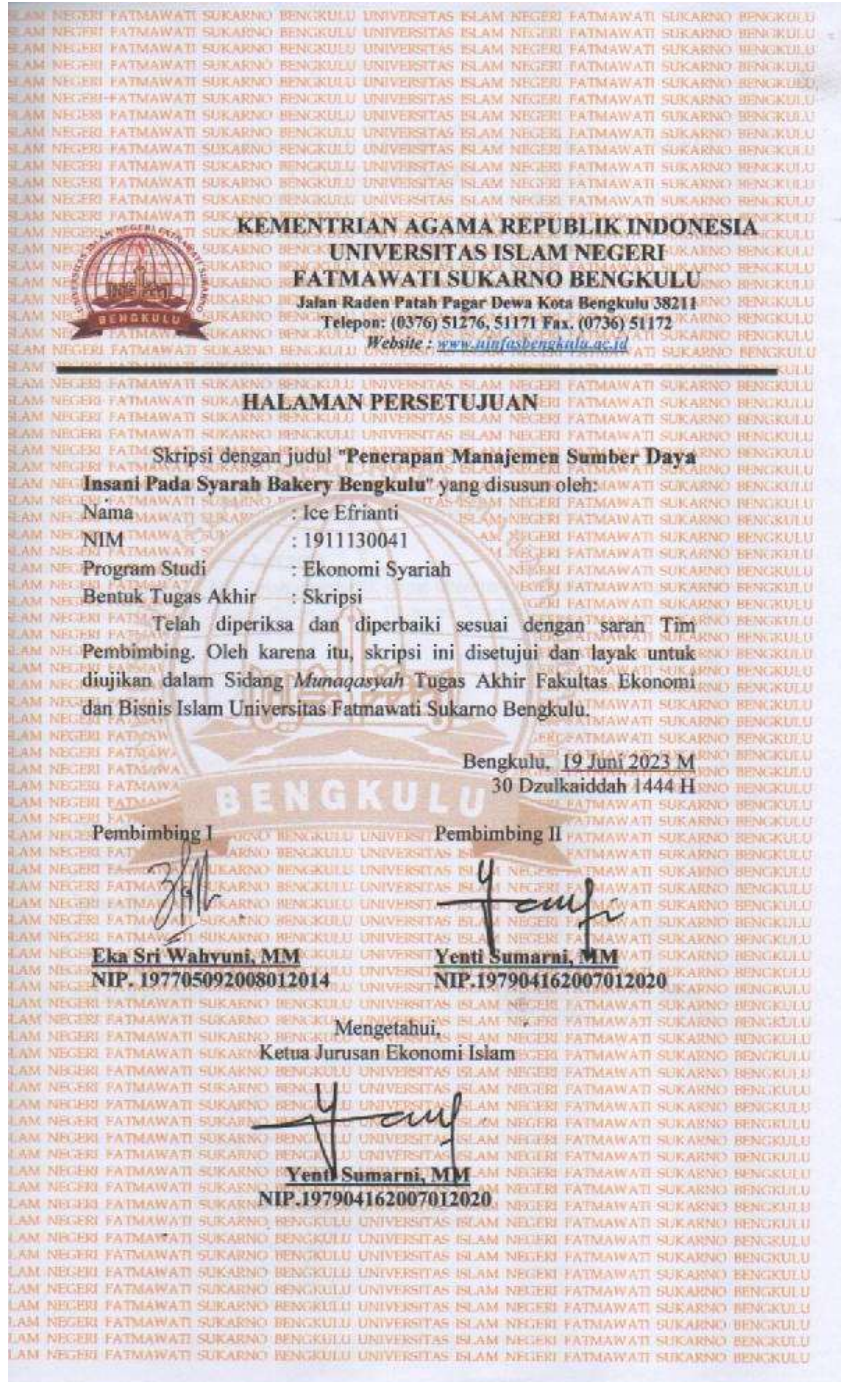 KEMENTRIAN AGAMA REPUBLIK INDONESIA
UNIVERSITAS ISLAM NEGERI
FATMAWATI SUKARNO BENGKULU
Jalan Raden Patah Pagar Dewa Kota Bengkulu 38211
Telepon: (0376) 51276, 51171 Fax. (0736) 51172
Website : www.uinfasbengkulu.ac.id
BENGKULU
HALAMAN PERSETUJUAN
Skripsi dengan judul "Penerapan Manajemen Sumber Daya
Insani Pada Syarah Bakery Bengkulu" yang disusun oleh:
Nama : Ice Efrianti
NIM : 1911130041
Program Studi : Ekonomi Syariah
Bentuk Tugas Akhir : Skripsi
Telah diperiksa dan diperbaiki sesuai dengan saran Tim
Pembimbing. Oleh karena itu, skripsi ini disetujui dan layak untuk
diujikan dalam Sidang Munaqasyah Tugas Akhir Fakultas Ekonomi
dan Bisnis Islam Universitas Fatmawati Sukarno Bengkulu.
Bengkulu, 19 Juni 2023 M
30 Dzulkaiddah 1444 H
BENGKULU
Pembimbing I Pembimbing II
Eka Sri Wahyuni, MM Yenti Sumarni, MM
NIP. 197705092008012014 NIP.197904162007012020
Mengetahui,
Ketua Jurusan Ekonomi Islam
Yenti Sumarni, MM
NIP.197904162007012020